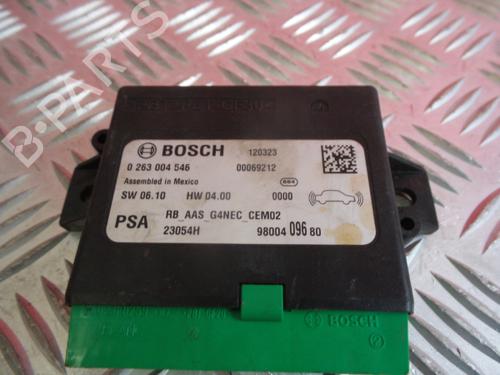 B-PARTS
BOSCH 120323
0 263 004 546 00069212
Assembled in Mexico 664
SW 06.10 HW 04.00 0000
PSA RB_AAS_G4NEC_CEM02
23054H 98004 096 80
BOSCH